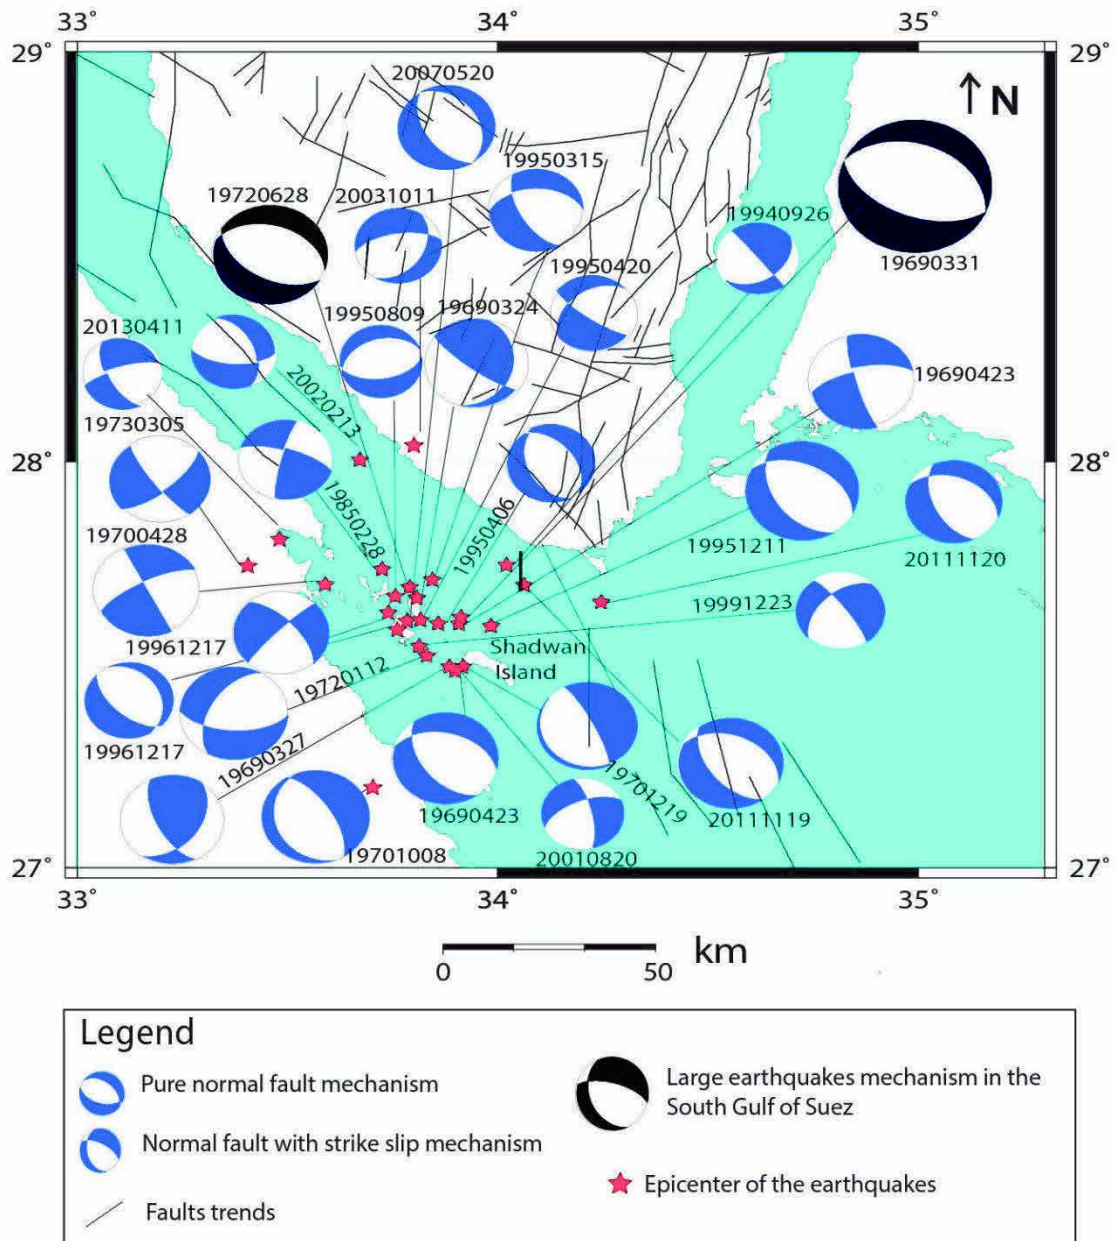 33° 34° 35°
29° 29°
N
20070520
19950315
19720628
20031011
19940926
19690331
19950420
20130411
19950809
19690324
20020213
19690423
19730305
28° 28°
19850228
19950406
19700428
19951211
20111120
19991223
19961217
Shadwan
Island
19720112
19961217
19690327
19701219
19690423
20111119
19701008
20010820
27° 27°
33° 34° 35°
km
0 50
Legend
Pure normal fault mechanism
Normal fault with strike slip mechanism
Faults trends
Large earthquakes mechanism in the
South Gulf of Suez
Epicenter of the earthquakes